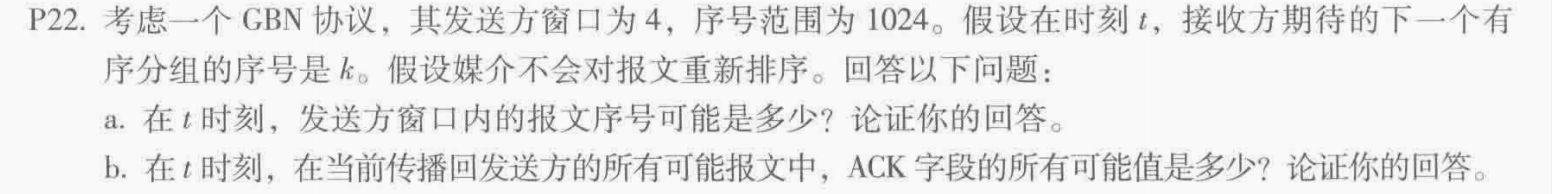 P22. 考虑一个 GBN 协议，其发送方窗口为 4，序号范围为 1024。假设在时刻 t，接收方期待的下一个有
序分组的序号是 k。假设媒介不会对报文重新排序。回答以下问题：
a. 在 t 时刻，发送方窗口内的报文序号可能是多少？论证你的回答。
b. 在 t 时刻，在当前传播回发送方的所有可能报文中，ACK 字段的所有可能值是多少？论证你的回答。